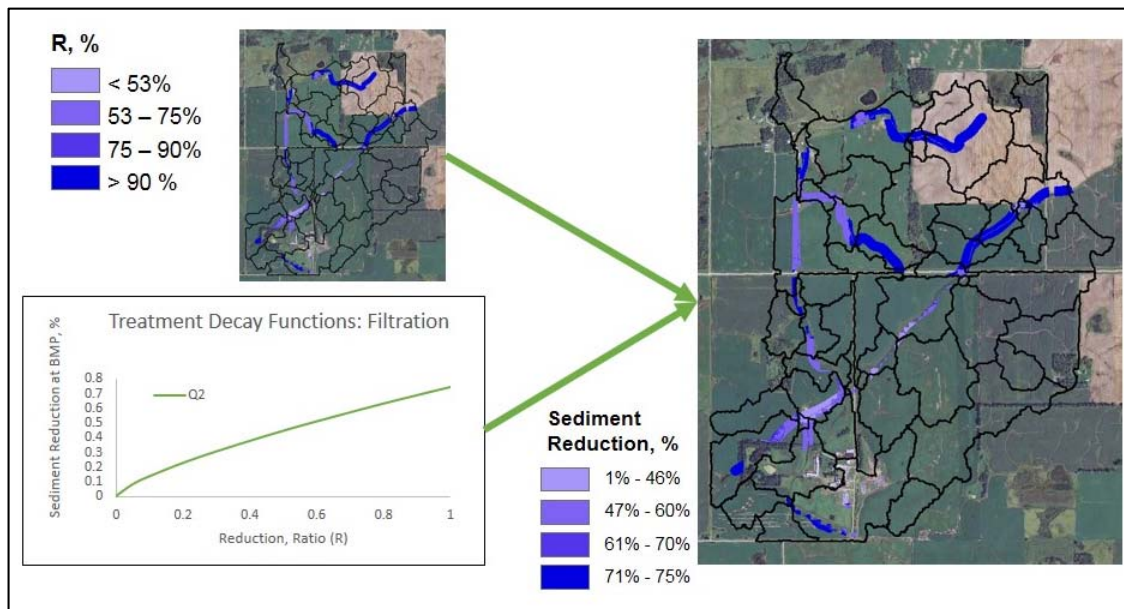 R, %
< 53%
53 – 75%
75 – 90%
> 90 %
Treatment Decay Functions: Filtration
Sediment Reduction at BMP, %
0.8
0.7
0.6
0.5
0.4
0.3
0.2
0.1
0
Q2
0
0.2
0.4
0.6
0.8
1
Reduction, Ratio (R)
Sediment
Reduction, %
1% - 46%
47% - 60%
61% - 70%
71% - 75%